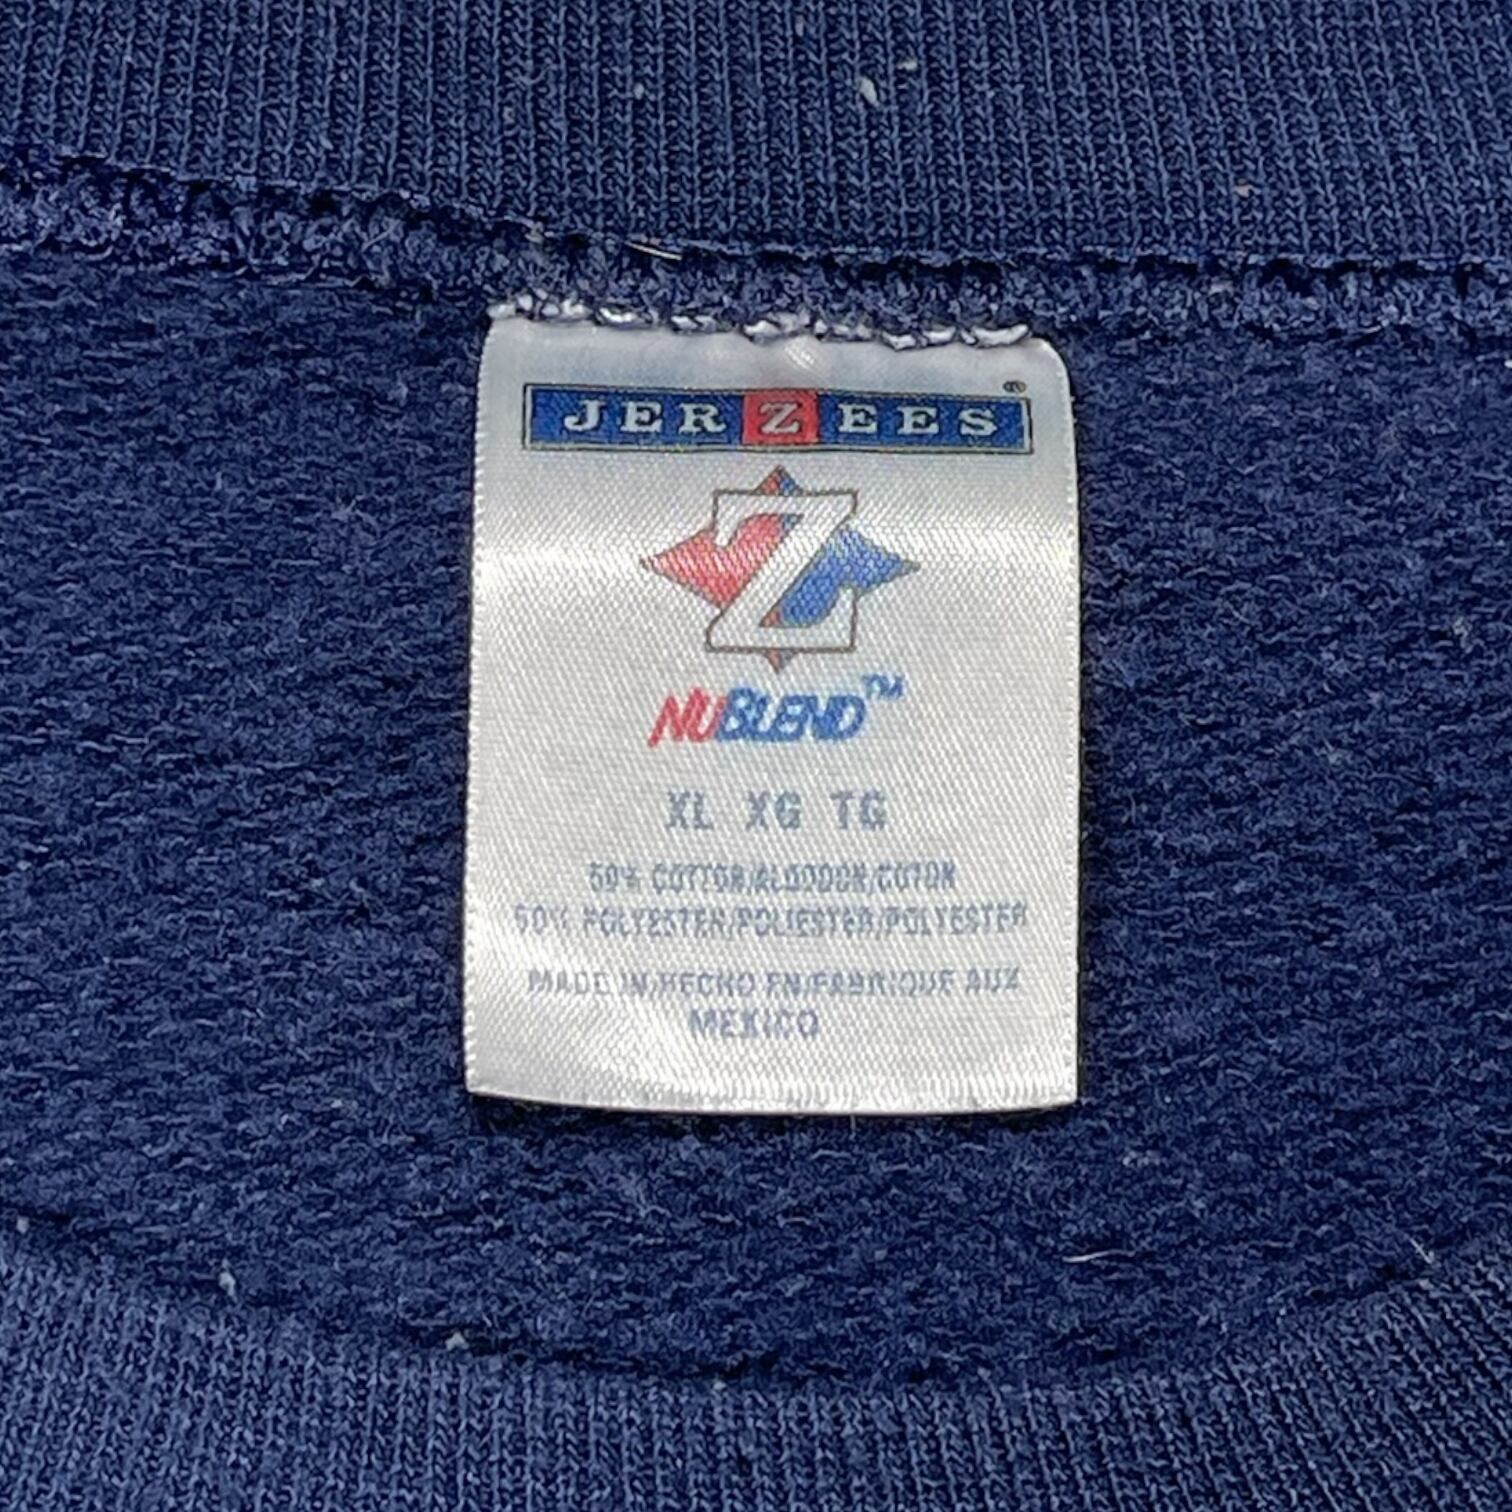 JERZEES®
Z
NUBLEND™
XL XG TG
50% COTTON/ALGODON/COTON
50% POLYESTER/POLIESTER/POLYESTER
MADE IN/HECHO EN/FABRIQUE AUX
MEXICO